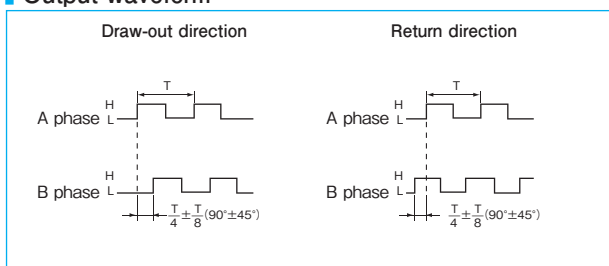 Output waveform
Draw-out direction
Return direction
T
H
A phase L
H
B phase L
T/4±T/8(90°±45°)
T
H
A phase L
H
B phase L
T/4±T/8(90°±45°)